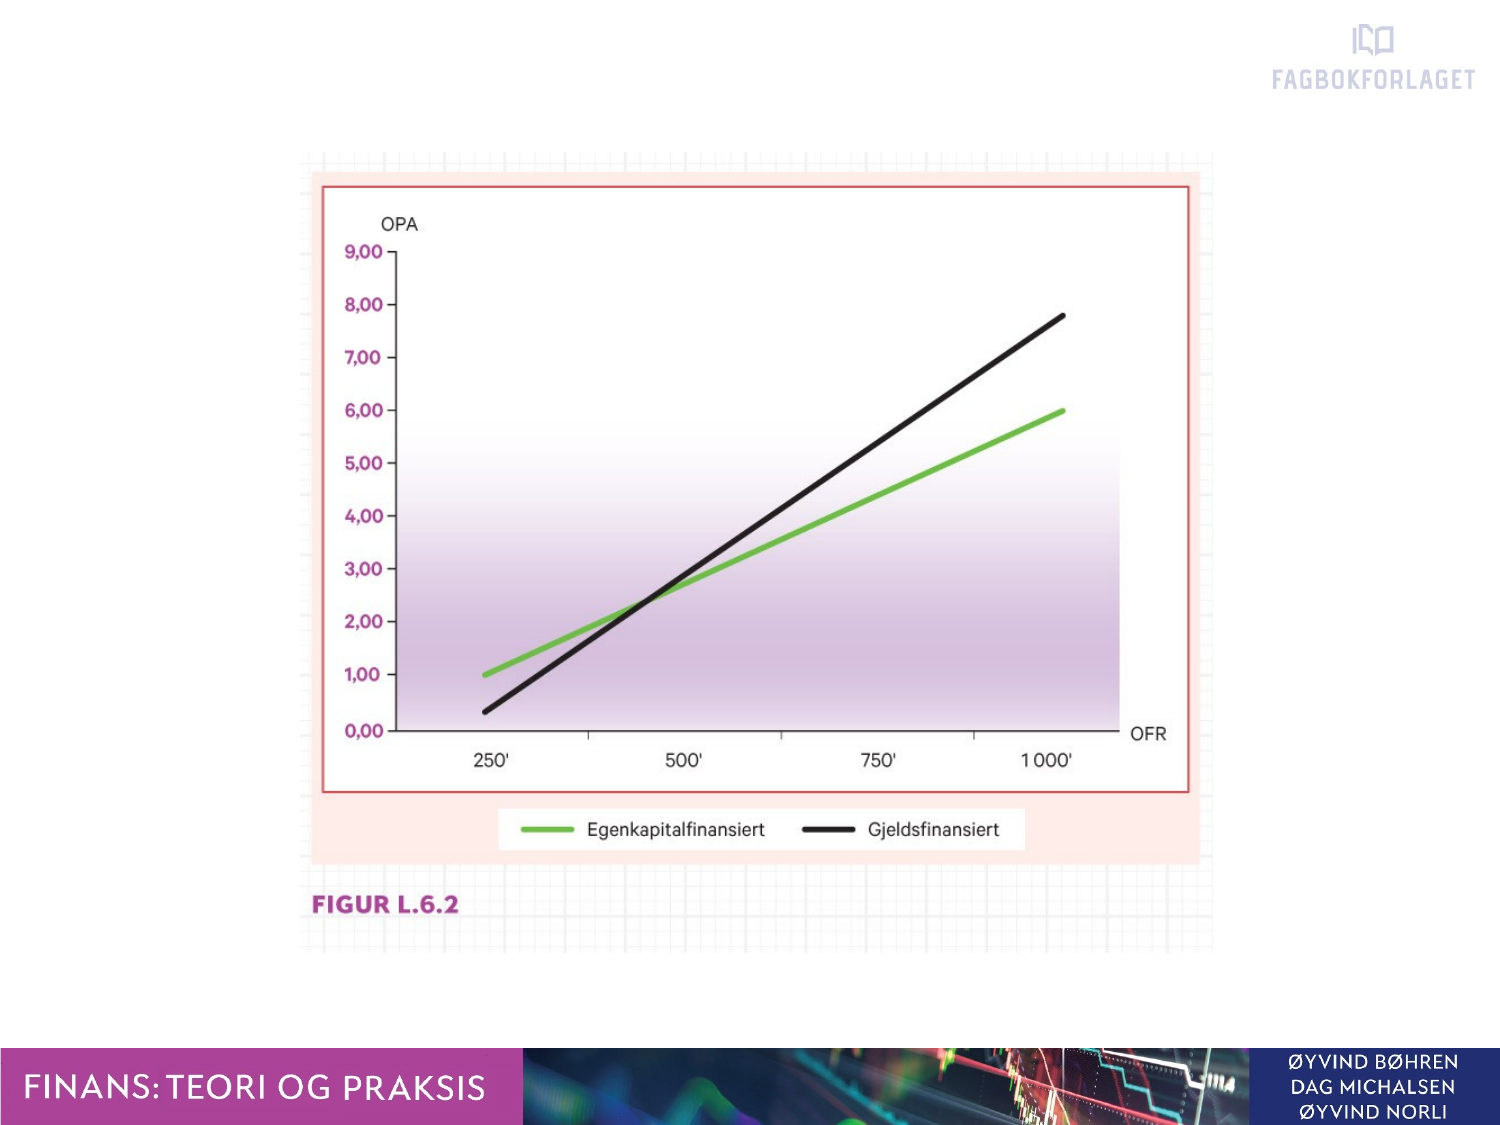 FAGBOKFORLAGET
OPA
9,00
8,00
7,00
6,00
5,00
4,00
3,00
2,00
1,00
0,00
OFR
250' 500' 750' 1 000'
Egenkapitalfinansiert Gjeldsfinansiert
FIGUR L.6.2
FINANS: TEORI OG PRAKSIS
ØYVIND BØHREN
DAG MICHALSEN
ØYVIND NORLI